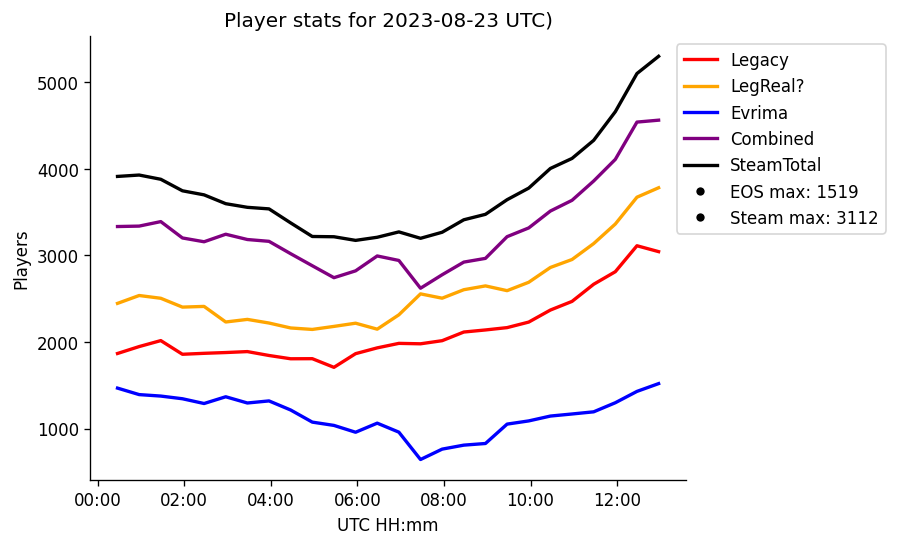 Player stats for 2023-08-23 UTC)
Players
5000
4000
3000
2000
1000
00:00 02:00 04:00 06:00 08:00 10:00 12:00
UTC HH:mm
Legacy
LegReal?
Evrima
Combined
SteamTotal
EOS max: 1519
Steam max: 3112